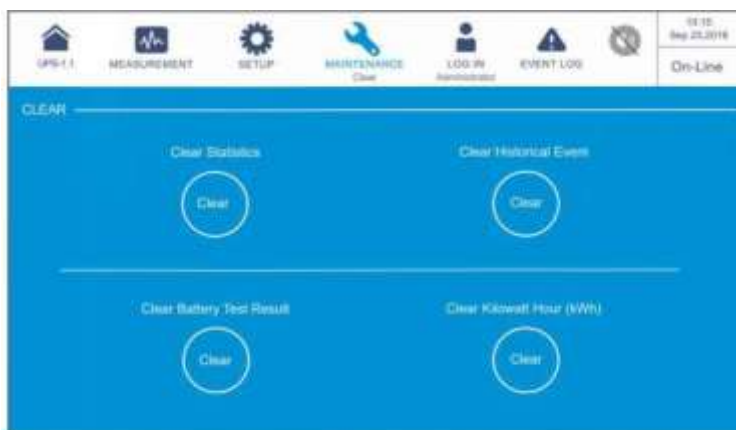 UPS-1.1
MEASUREMENT
SETUP
MAINTENANCE
Clear
LOG IN
Administrator
EVENT LOG
On-Line
CLEAR
Clear Statistics
Clear Historical Event
Clear
Clear
Clear Battery Test Result
Clear Kilowatt Hour (kWh)
Clear
Clear